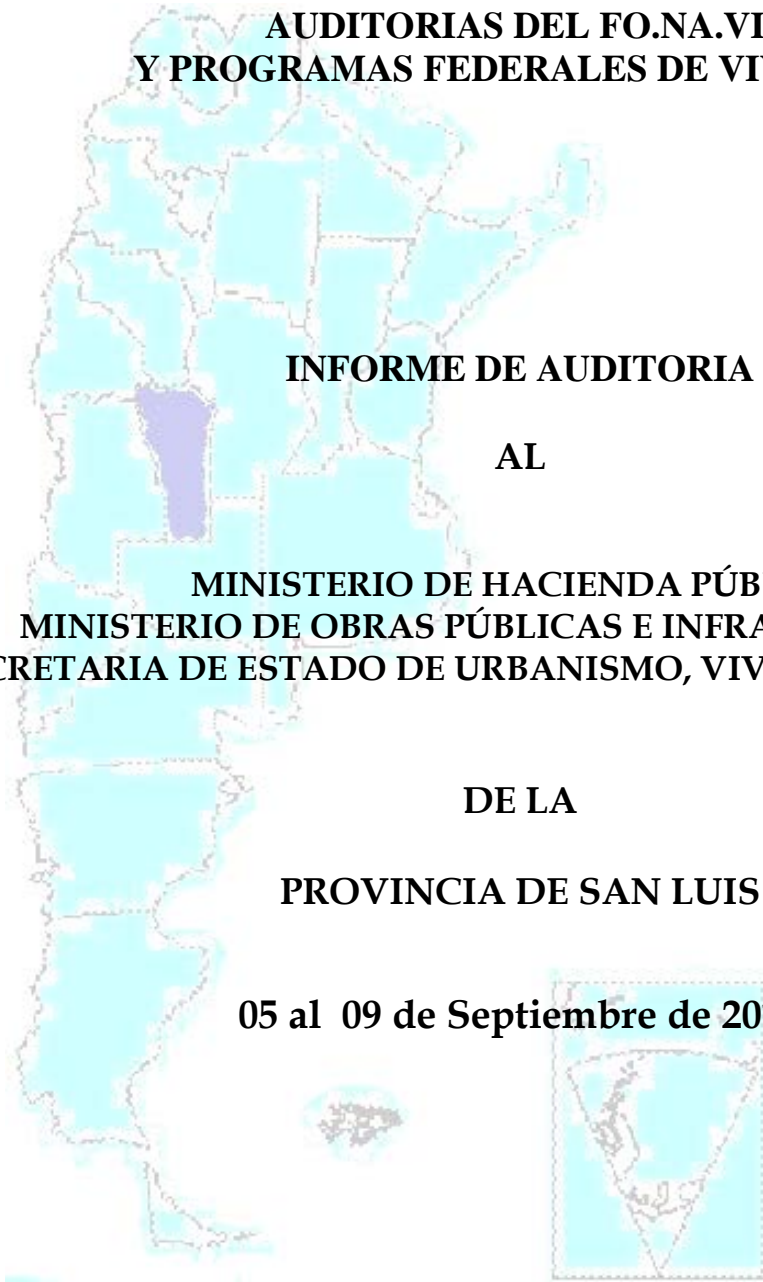 AUDITORIAS DEL FO.NA.VI
Y PROGRAMAS FEDERALES DE VI
INFORME DE AUDITORIA
AL
MINISTERIO DE HACIENDA PÚB
MINISTERIO DE OBRAS PÚBLICAS E INFRA
CRETARIA DE ESTADO DE URBANISMO, VIV
DE LA
PROVINCIA DE SAN LUIS
05 al 09 de Septiembre de 20